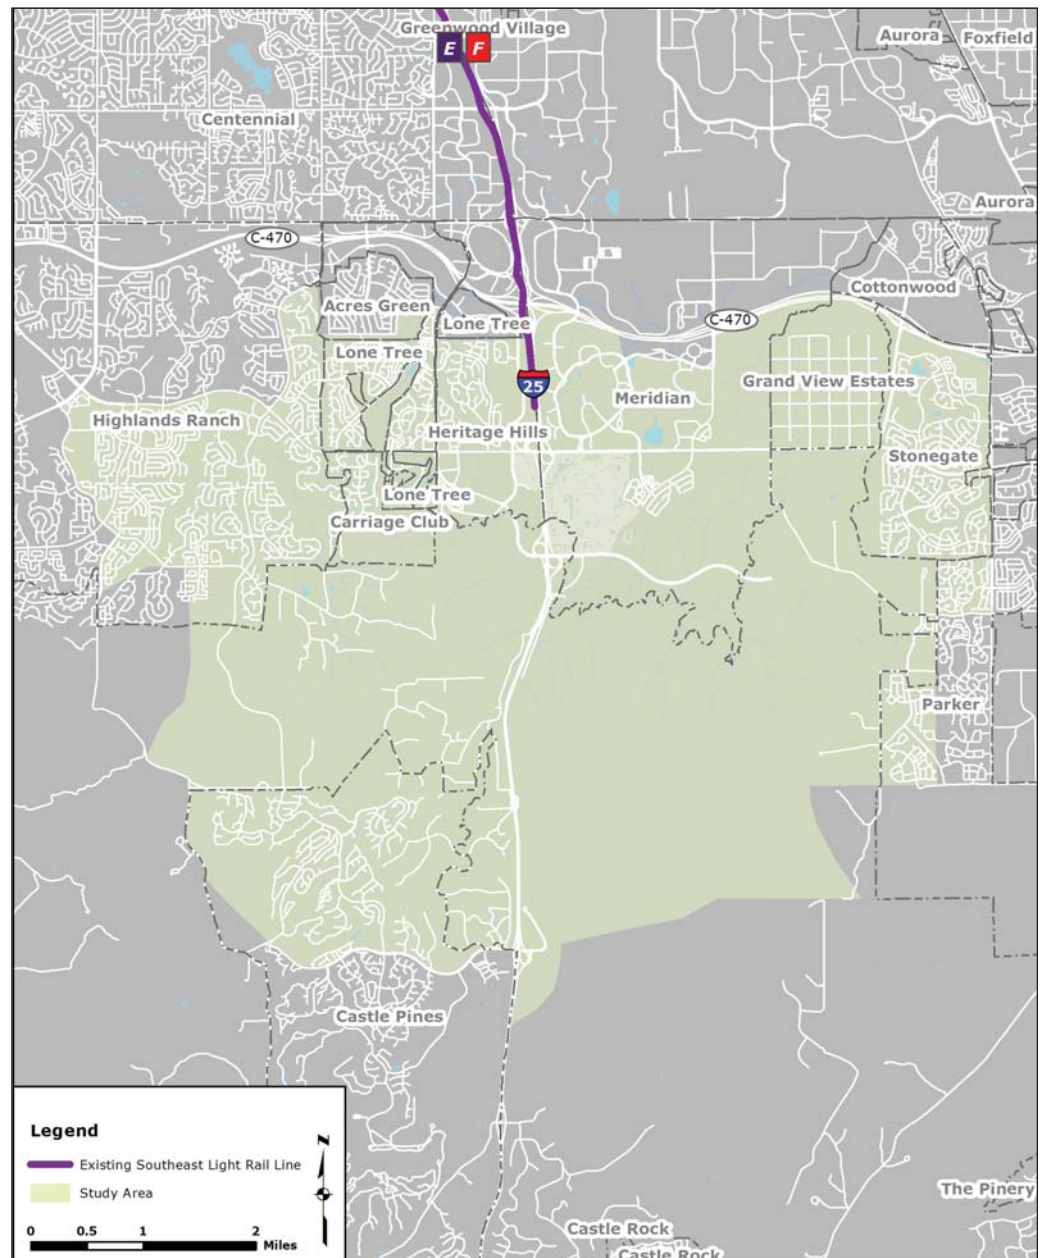 Greenwood Village
E F
Aurora
Foxfield
Centennial
Aurora
C-470
Cottonwood
Acres Green
Lone Tree
C-470
Lone Tree
25
Grand View Estates
Meridian
Highlands Ranch
Heritage Hills
Stonegate
Lone Tree
Carriage Club
Parker
Castle Pines
Legend
Existing Southeast Light Rail Line
Study Area
N
0 0.5 1 2
Miles
The Pinery
Castle Rock
Castle Rock